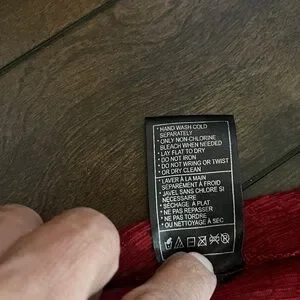 * HAND WASH COLD
SEPARATELY
* ONLY NON-CHLORINE
BLEACH WHEN NEEDED
* LAY FLAT TO DRY
* DO NOT IRON
* DO NOT WRING OR TWIST
* OR DRY CLEAN
* LAVER À LA MAIN
SEPAREMENT À FROID
* JAVEL SANS CHLORE SI
NECESSAIRE
* SÉCHAGE À PLAT
* NE PAS REPASSER
* NE PAS TORDRE
* OU NETTOYAGE À SEC